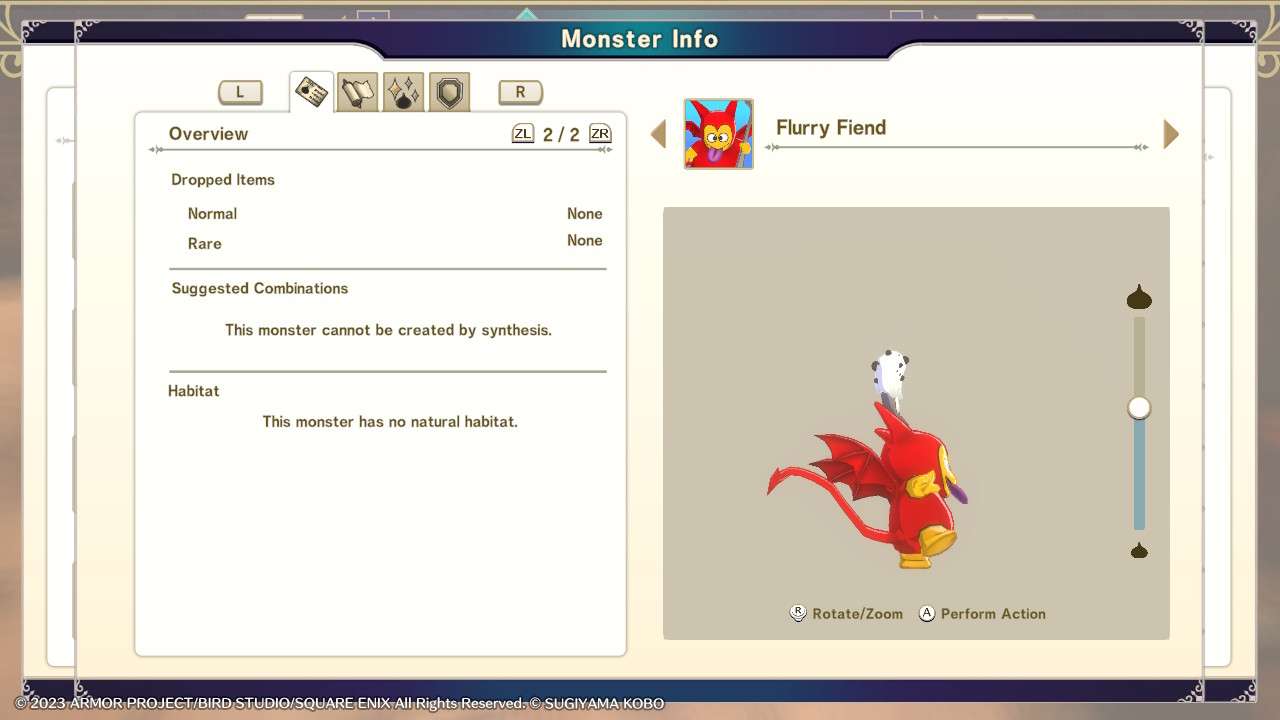 Monster Info
L
R
Overview
ZL 2 / 2 ZR
Dropped Items
Normal None
Rare None
Suggested Combinations
This monster cannot be created by synthesis.
Habitat
This monster has no natural habitat.
Flurry Fiend
R Rotate/Zoom A Perform Action
© 2023 ARMOR PROJECT/BIRD STUDIO/SQUARE ENIX All Rights Reserved. © SUGIYAMA KOBO